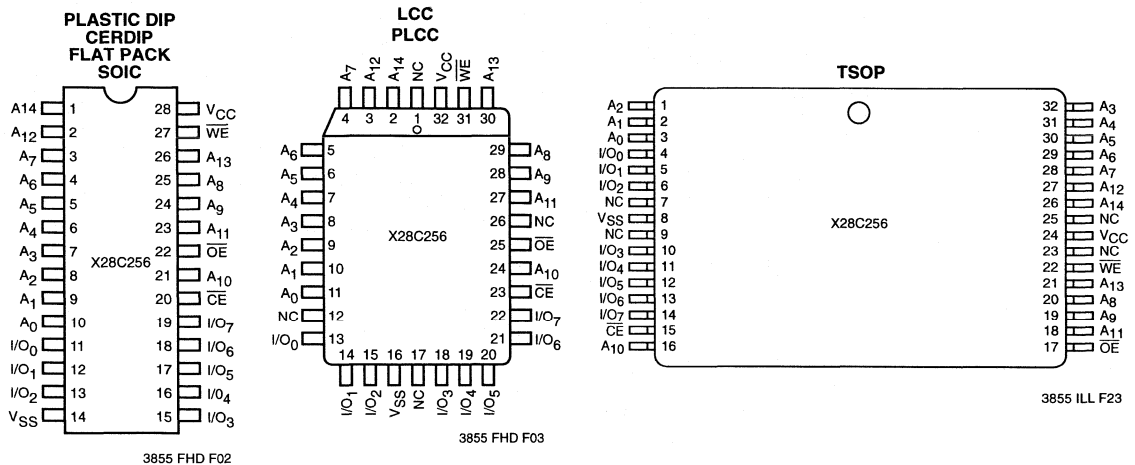 PLASTIC DIP
CERDIP
FLAT PACK
SOIC
A14 1 28 VCC
A12 2 27 WE
A7 3 26 A13
A6 4 25 A8
A5 5 24 A9
A4 6 23 A11
A3 7 22 OE
X28C256
A2 8 21 A10
A1 9 20 CE
A0 10 19 I/O7
I/O0 11 18 I/O6
I/O1 12 17 I/O5
I/O2 13 16 I/04
VSS 14 15 I/O3
3855 FHD F02
LCC
PLCC
A7 A12 A14 NC VCC WE A13
4 3 2 1 32 31 30
A6 5 29 A8
A5 6 28 A9
A4 7 27 A11
A3 8 26 NC
X28C256
A2 9 25 OE
A1 10 24 A10
A0 11 23 CE
NC 12 22 I/O7
I/O0 13 21 I/O6
14 15 16 17 18 19 20
I/O1 I/O2 VSS NC I/O3 I/O4 I/O5
3855 FHD F03
TSOP
A2 1 32 A3
A1 2 31 A4
A0 3 30 A5
I/O0 4 29 A6
I/O1 5 28 A7
I/O2 6 27 A12
NC 7 26 A14
VSS 8 X28C256 25 NC
NC 9 24 VCC
I/O3 10 23 NC
I/O4 11 22 WE
I/O5 12 21 A13
I/O6 13 20 A8
I/O7 14 19 A9
CE 15 18 A11
A10 16 17 OE
3855 ILL F23